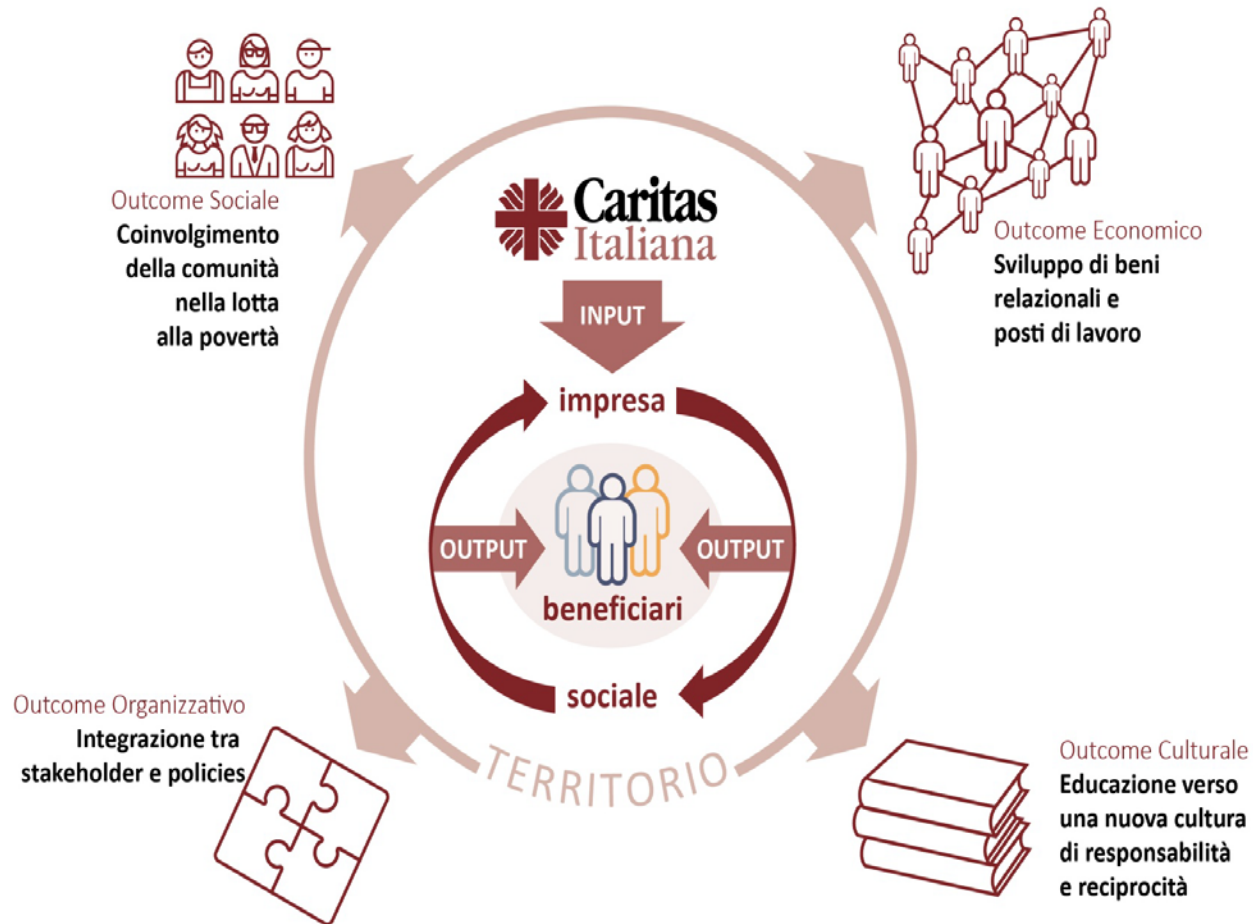 Outcome Sociale
Coinvolgimento
della comunità
nella lotta
alla povertà
Caritas
Italiana
Outcome Economico
Sviluppo di beni
relazionali e
posti di lavoro
INPUT
impresa
OUTPUT
OUTPUT
beneficiari
sociale
TERRITORIO
Outcome Organizzativo
Integrazione tra
stakeholder e policies
Outcome Culturale
Educazione verso
una nuova cultura
di responsabilità
e reciprocità